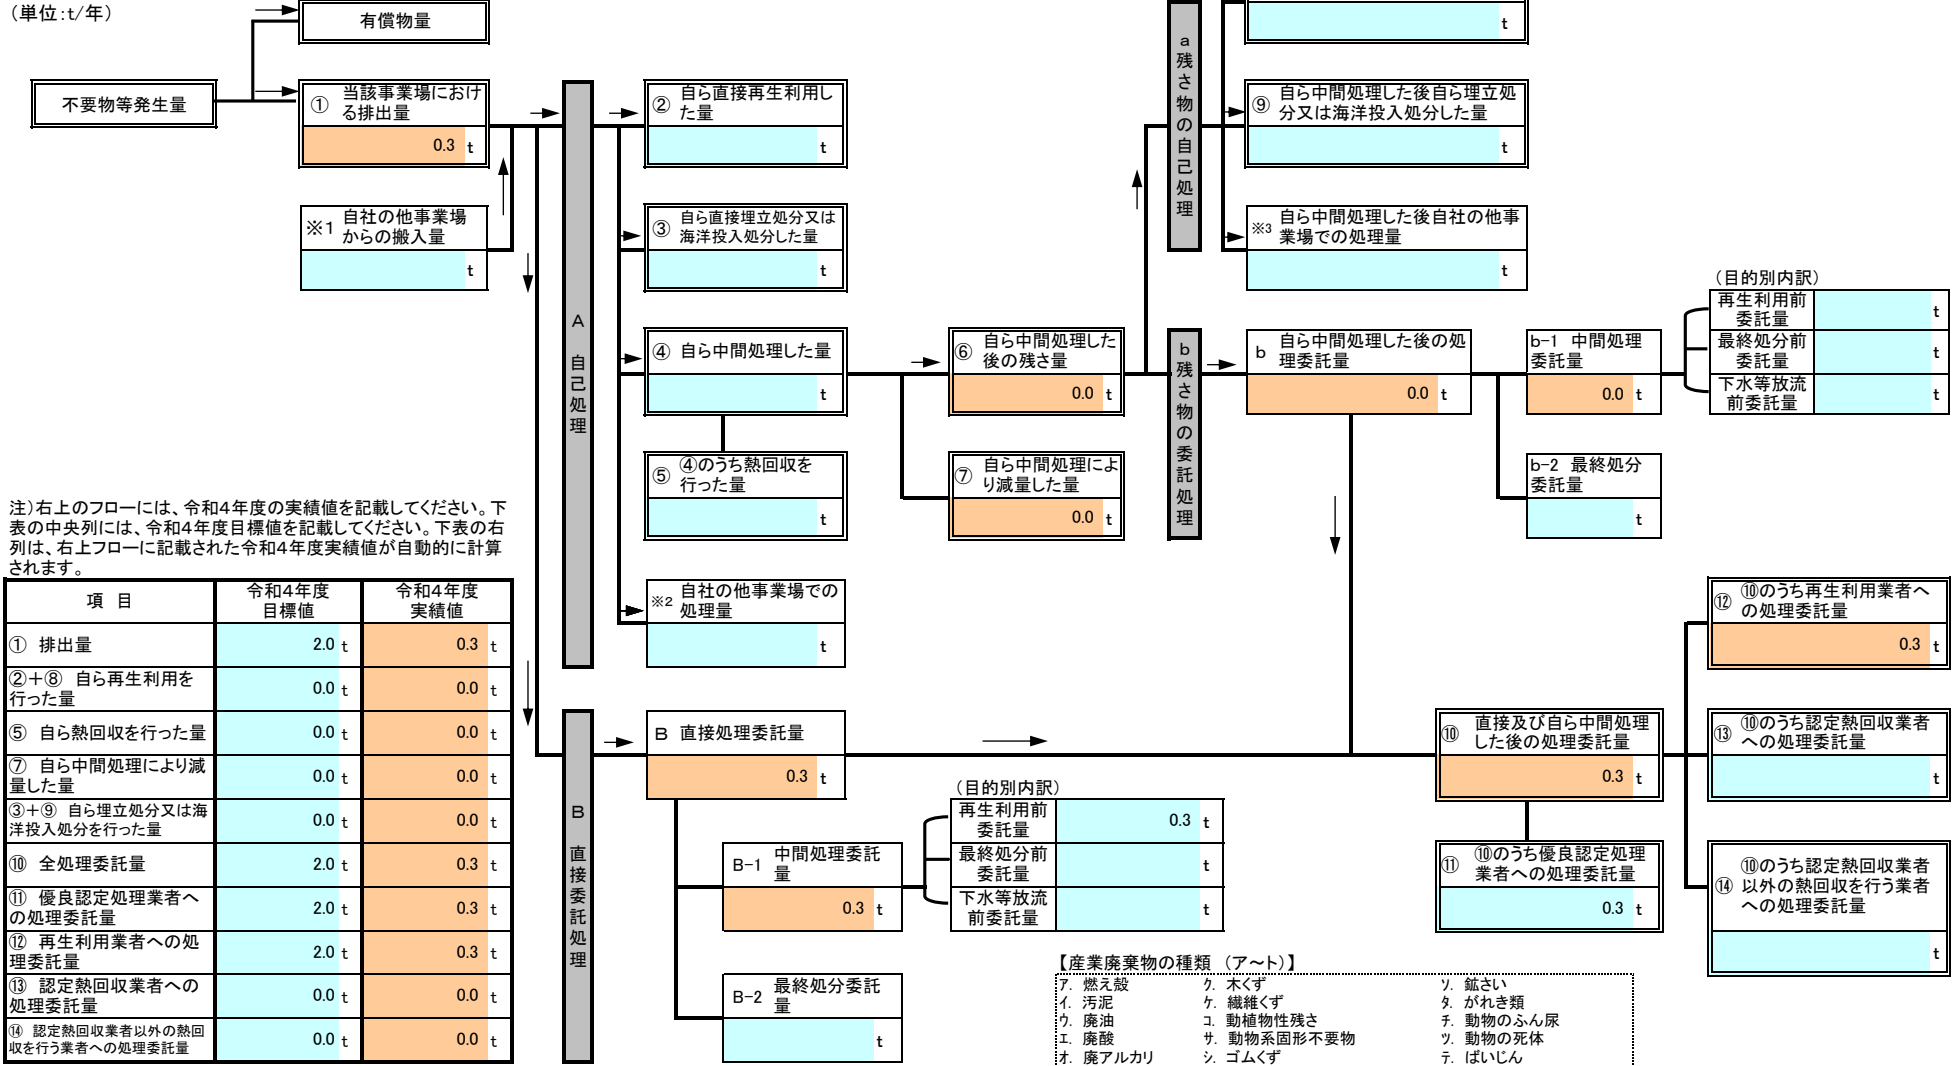 （単位：t/年）
有償物量
不要物等発生量
① 当該事業場におけ
る排出量
0.3 t
※1 自社の他事業場
からの搬入量
t
A 自己処理
② 自ら直接再生利用し
た量
t
③ 自ら直接埋立処分又は
海洋投入処分した量
t
④ 自ら中間処理した量
t
⑤ ④のうち熱回収を
行った量
t
※2 自社の他事業場での
処理量
t
⑥ 自ら中間処理した
後の残さ量
0.0 t
⑦ 自ら中間処理によ
り減量した量
0.0 t
a 残さ物の自己処理
t
⑨ 自ら中間処理した後自ら埋立処
分又は海洋投入処分した量
t
※3 自ら中間処理した後自社の他事
業場での処理量
t
b 残さ物の委託処理
b 自ら中間処理した後の処
理委託量
0.0 t
b-1 中間処理
委託量
0.0 t
b-2 最終処分
委託量
t
（目的別内訳）
再生利用前
委託量
t
最終処分前
委託量
t
下水等放流
前委託量
t
注）右上のフローには、令和4年度の実績値を記載してください。下
表の中央列には、令和4年度目標値を記載してください。下表の右
列は、右上フローに記載された令和4年度実績値が自動的に計算
されます。
項 目 令和4年度
目標値 令和4年度
実績値
① 排出量 2.0 t 0.3 t
②＋⑧ 自ら再生利用を
行った量 0.0 t 0.0 t
⑤ 自ら熱回収を行った量 0.0 t 0.0 t
⑦ 自ら中間処理により減
量した量 0.0 t 0.0 t
③＋⑨ 自ら埋立処分又は海
洋投入処分を行った量 0.0 t 0.0 t
⑩ 全処理委託量 2.0 t 0.3 t
⑪ 優良認定処理業者へ
の処理委託量 2.0 t 0.3 t
⑫ 再生利用業者への処
理委託量 2.0 t 0.3 t
⑬ 認定熱回収業者への
処理委託量 0.0 t 0.0 t
⑭ 認定熱回収業者以外の熱回
収を行う業者への処理委託量 0.0 t 0.0 t
B 直接委託処理
B 直接処理委託量
0.3 t
B-1 中間処理委託
量
0.3 t
B-2 最終処分委託
量
t
（目的別内訳）
再生利用前
委託量
0.3 t
最終処分前
委託量
t
下水等放流
前委託量
t
⑩ 直接及び自ら中間処理
した後の処理委託量
0.3 t
⑪ ⑩のうち優良認定処理
業者への処理委託量
0.3 t
⑫ ⑩のうち再生利用業者へ
の処理委託量
0.3 t
⑬ ⑩のうち認定熱回収業者
への処理委託量
t
⑭ ⑩のうち認定熱回収業者
以外の熱回収を行う業者
への処理委託量
t
【産業廃棄物の種類 （ア～ト）】
ア. 燃え殻 ク. 木くず ソ. 鉱さい
イ. 汚泥 ケ. 繊維くず タ. がれき類
ウ. 廃油 コ. 動植物性残さ チ. 動物のふん尿
エ. 廃酸 サ. 動物系固形不要物 ツ. 動物の死体
オ. 廃アルカリ シ. ゴムくず テ. ばいじん